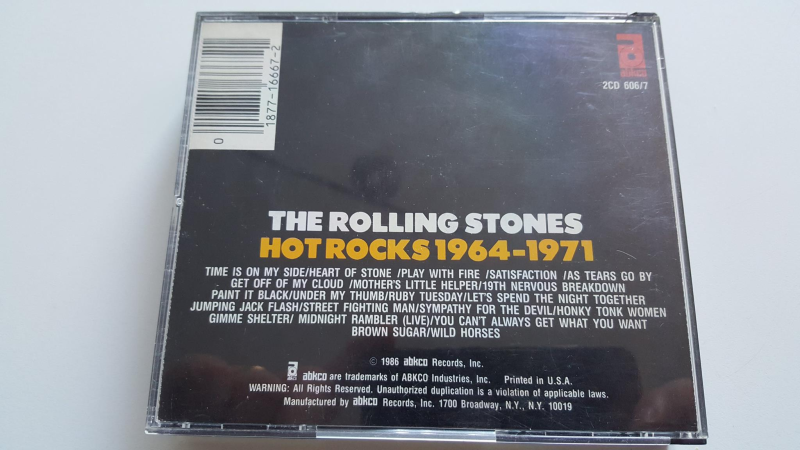 0 1877-16667-2
a
abkco
2CD 606/7
THE ROLLING STONES
HOT ROCKS 1964-1971
TIME IS ON MY SIDE/HEART OF STONE /PLAY WITH FIRE /SATISFACTION /AS TEARS GO BY
GET OFF OF MY CLOUD /MOTHER'S LITTLE HELPER/19TH NERVOUS BREAKDOWN
PAINT IT BLACK/UNDER MY THUMB/RUBY TUESDAY/LET'S SPEND THE NIGHT TOGETHER
JUMPING JACK FLASH/STREET FIGHTING MAN/SYMPATHY FOR THE DEVIL/HONKY TONK WOMEN
GIMME SHELTER/ MIDNIGHT RAMBLER (LIVE)/YOU CAN'T ALWAYS GET WHAT YOU WANT
BROWN SUGAR/WILD HORSES
© 1986 abkco Records, Inc.
a abkco are trademarks of ABKCO Industries, Inc. Printed in U.S.A.
WARNING: All Rights Reserved. Unauthorized duplication is a violation of applicable laws.
Manufactured by abkco Records, Inc. 1700 Broadway, N.Y., N.Y. 10019